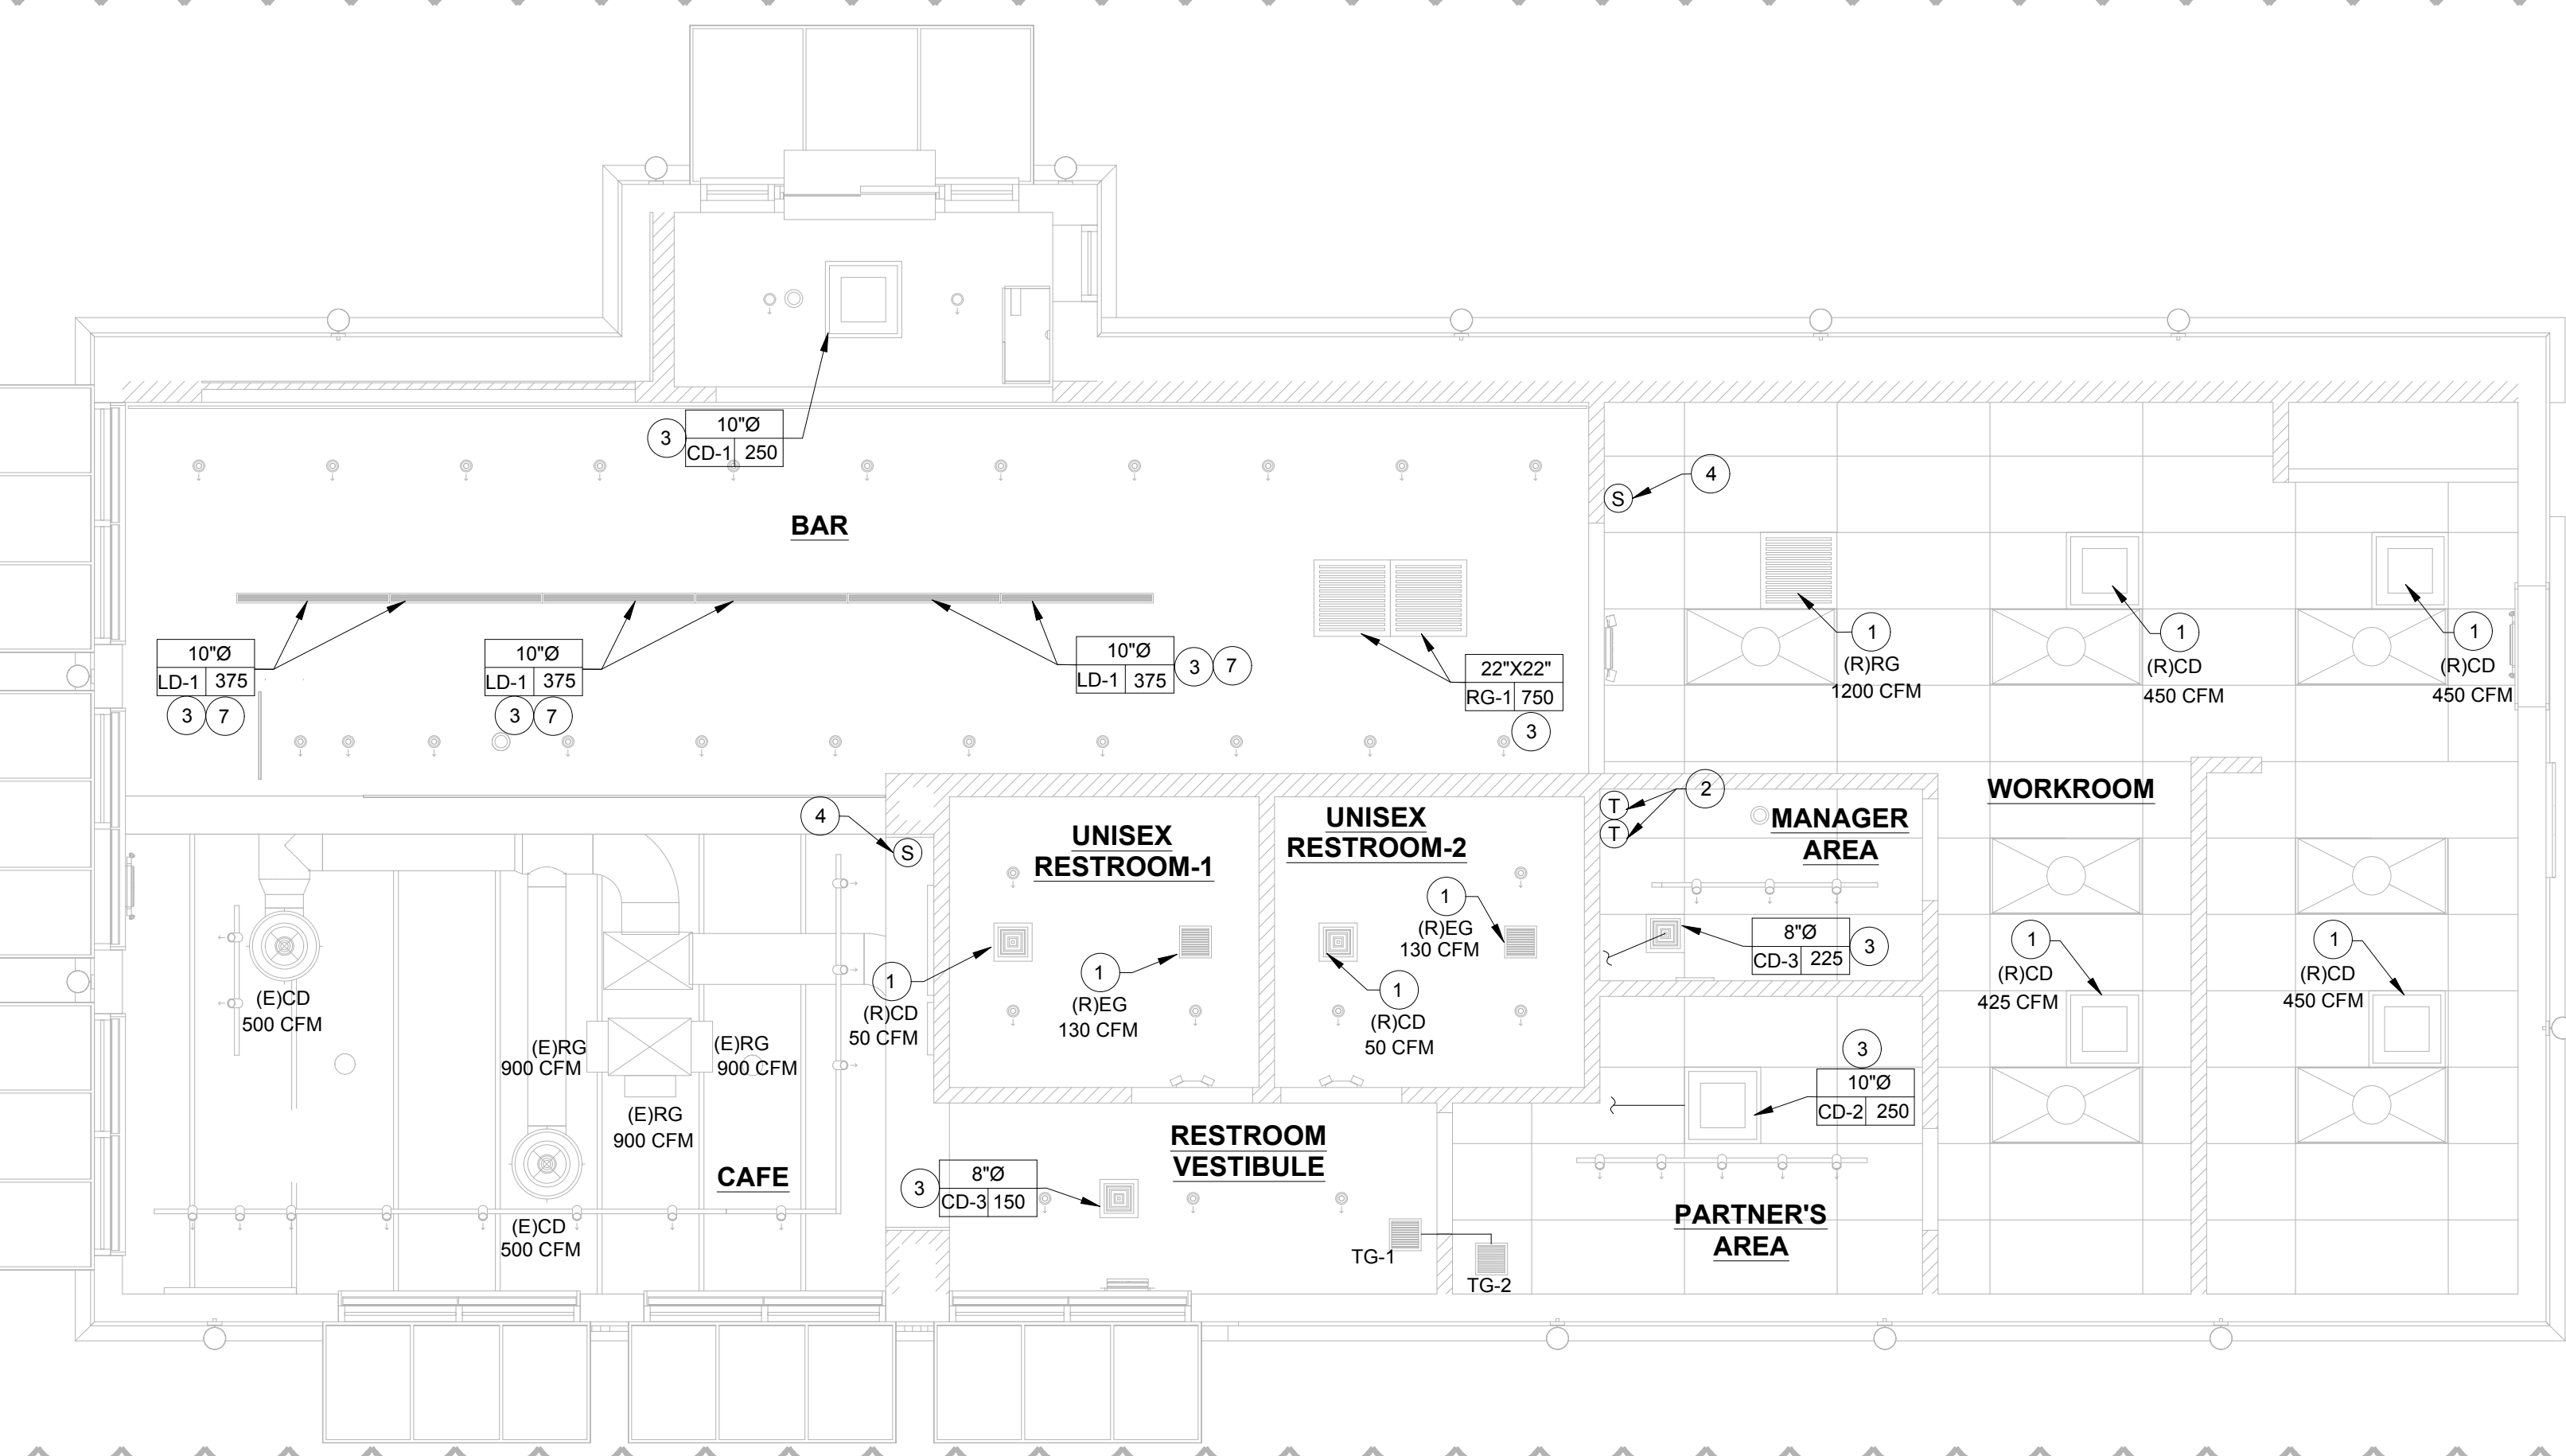 3
10"Ø
CD-1 250
BAR
4
S
10"Ø
LD-1 375
3 7
10"Ø
LD-1 375
3 7
10"Ø
LD-1 375
3 7
22"X22"
RG-1 750
3
1
(R)RG
1200 CFM
1
(R)CD
450 CFM
1
(R)CD
450 CFM
4
S
UNISEX
RESTROOM-1
UNISEX
RESTROOM-2
T
T
2
MANAGER
AREA
WORKROOM
(E)CD
500 CFM
(E)RG
900 CFM
(E)RG
900 CFM
(E)RG
900 CFM
(E)CD
500 CFM
CAFE
1
(R)CD
50 CFM
1
(R)EG
130 CFM
1
(R)EG
130 CFM
1
(R)CD
50 CFM
8"Ø
CD-3 225
3
1
(R)CD
425 CFM
1
(R)CD
450 CFM
3
10"Ø
CD-2 250
RESTROOM
VESTIBULE
3
8"Ø
CD-3 150
TG-1
TG-2
PARTNER'S
AREA